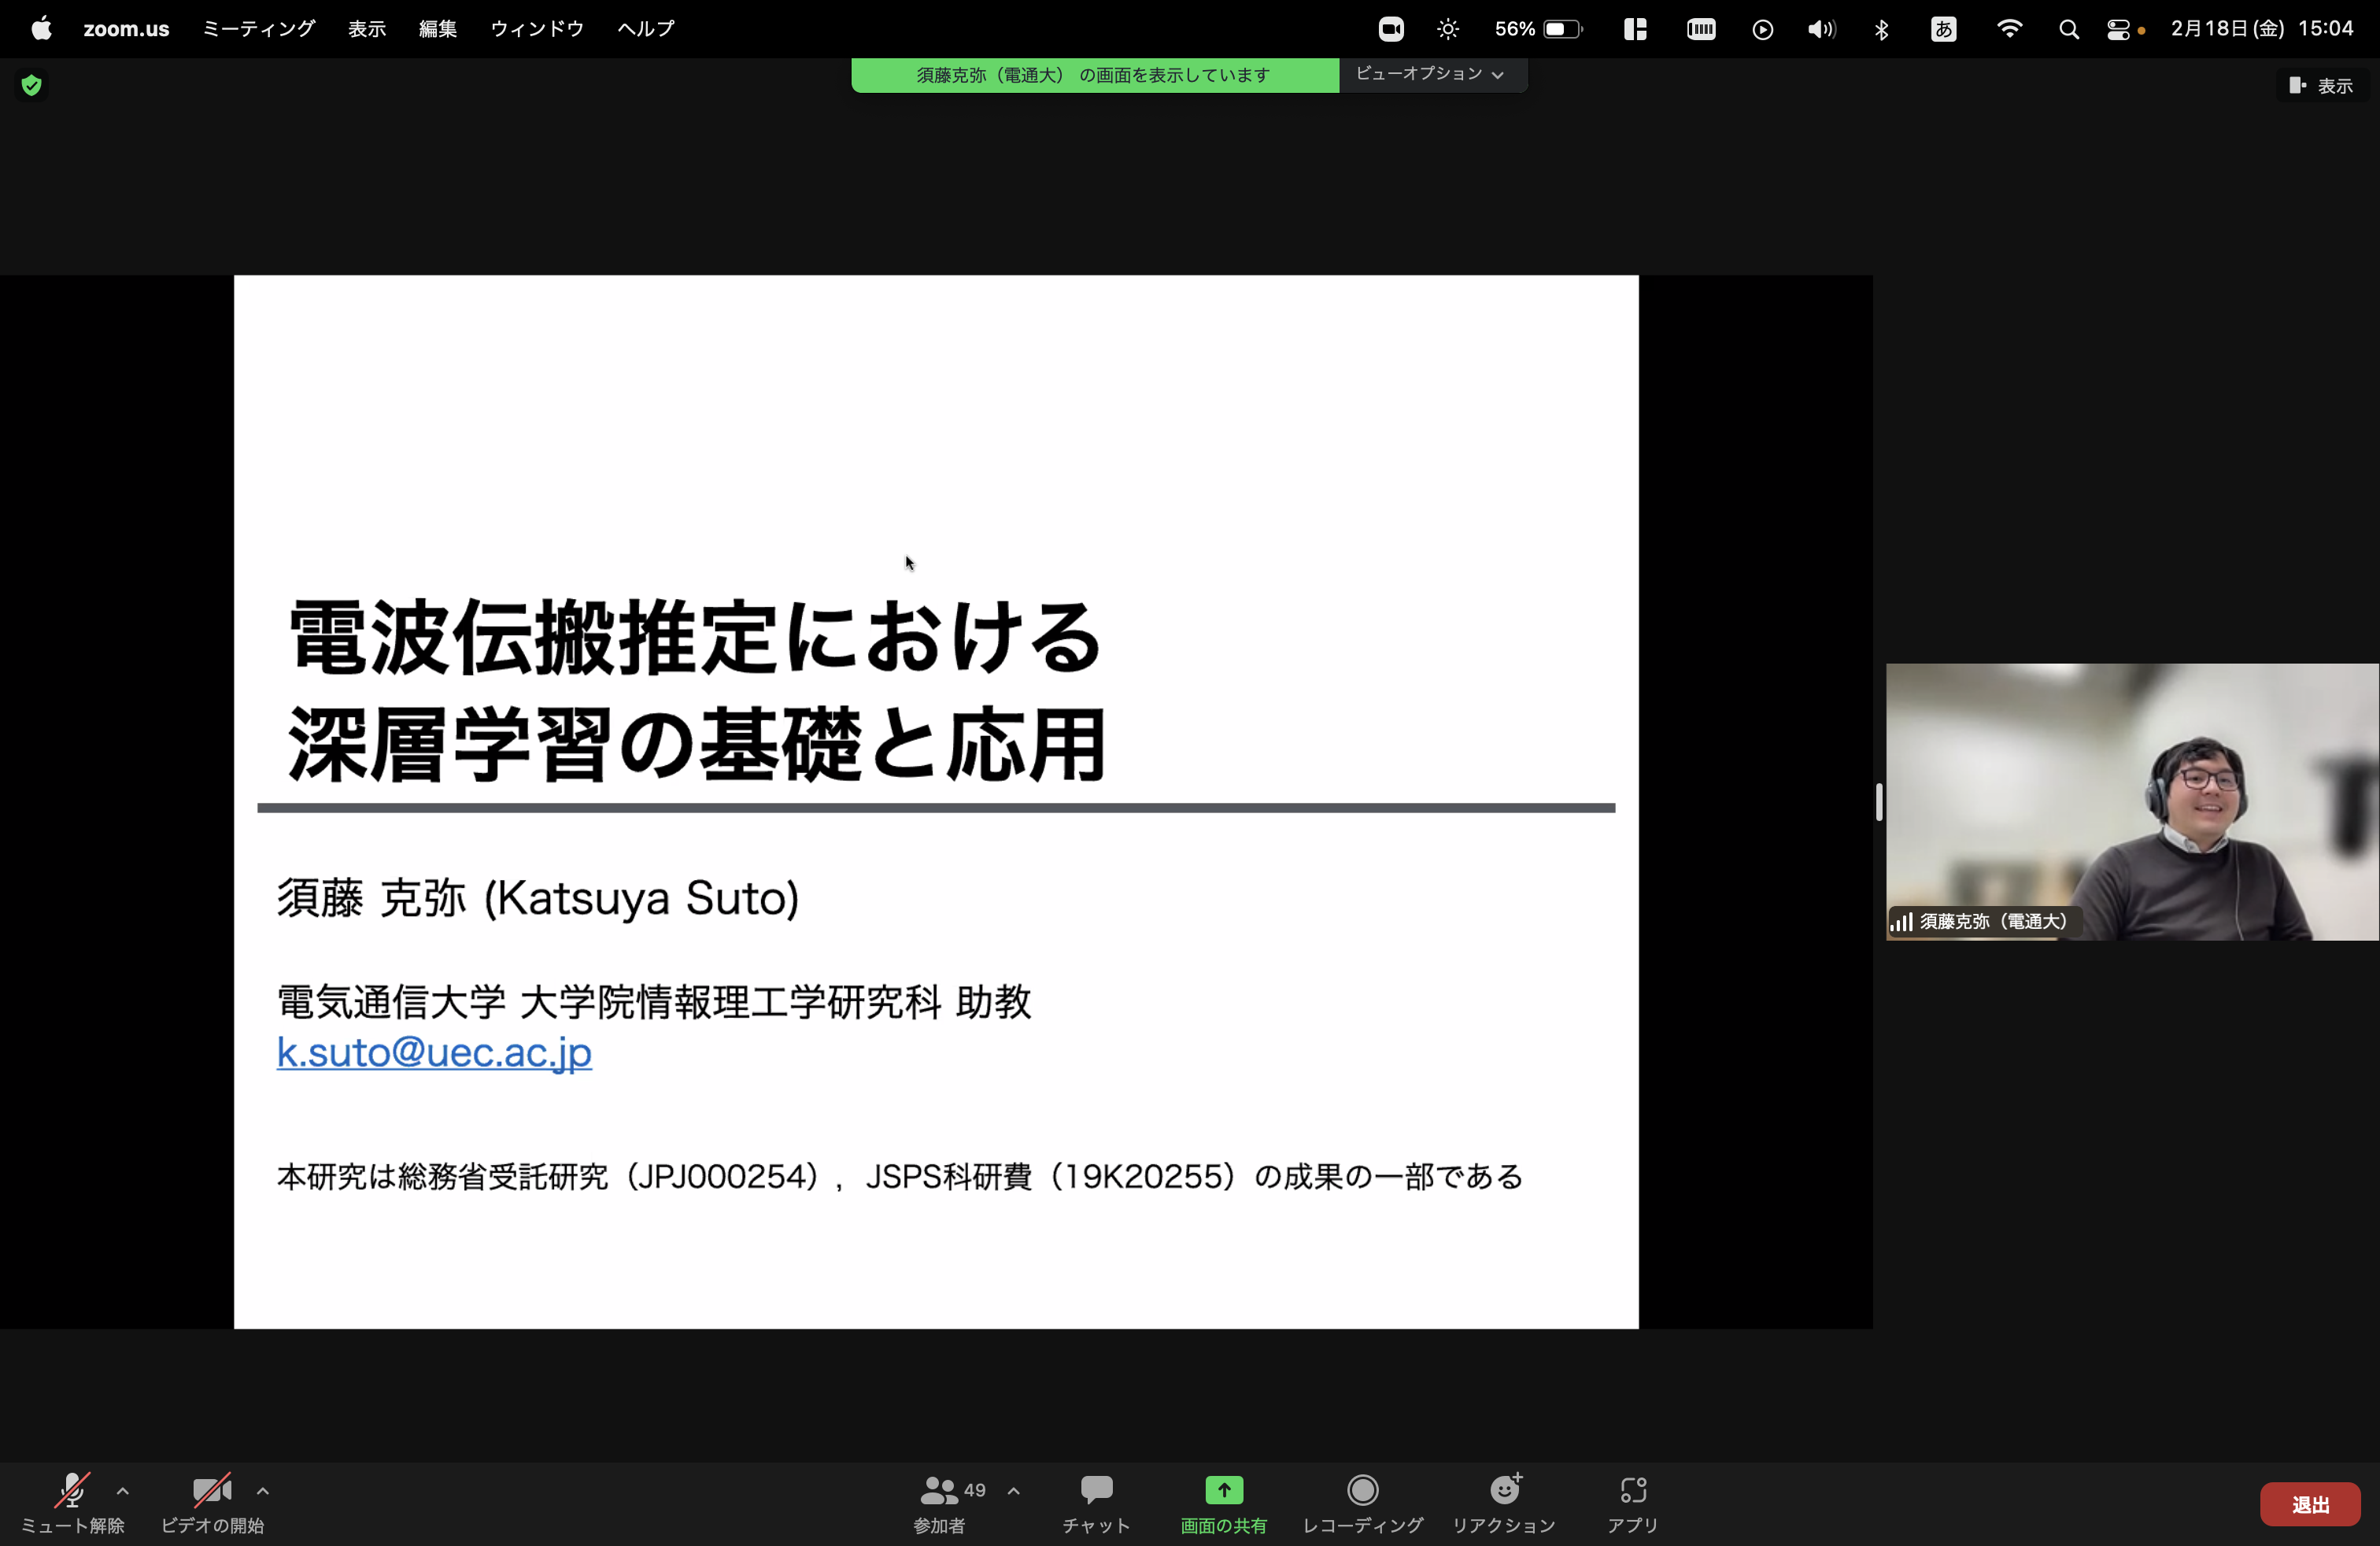 zoom.us ミーティング 表示 編集 ウィンドウ ヘルプ 56% あ 2月18日(金) 15:04
須藤克弥（電通大） の画面を表示しています ビューオプション
表示
電波伝搬推定における
深層学習の基礎と応用
須藤 克弥 (Katsuya Suto)
電気通信大学 大学院情報理工学研究科 助教
k.suto@uec.ac.jp
本研究は総務省受託研究（JPJ000254），JSPS科研費（19K20255）の成果の一部である
須藤克弥（電通大）
49
ミュート解除 ビデオの開始 参加者 チャット 画面の共有 レコーディング リアクション アプリ
退出